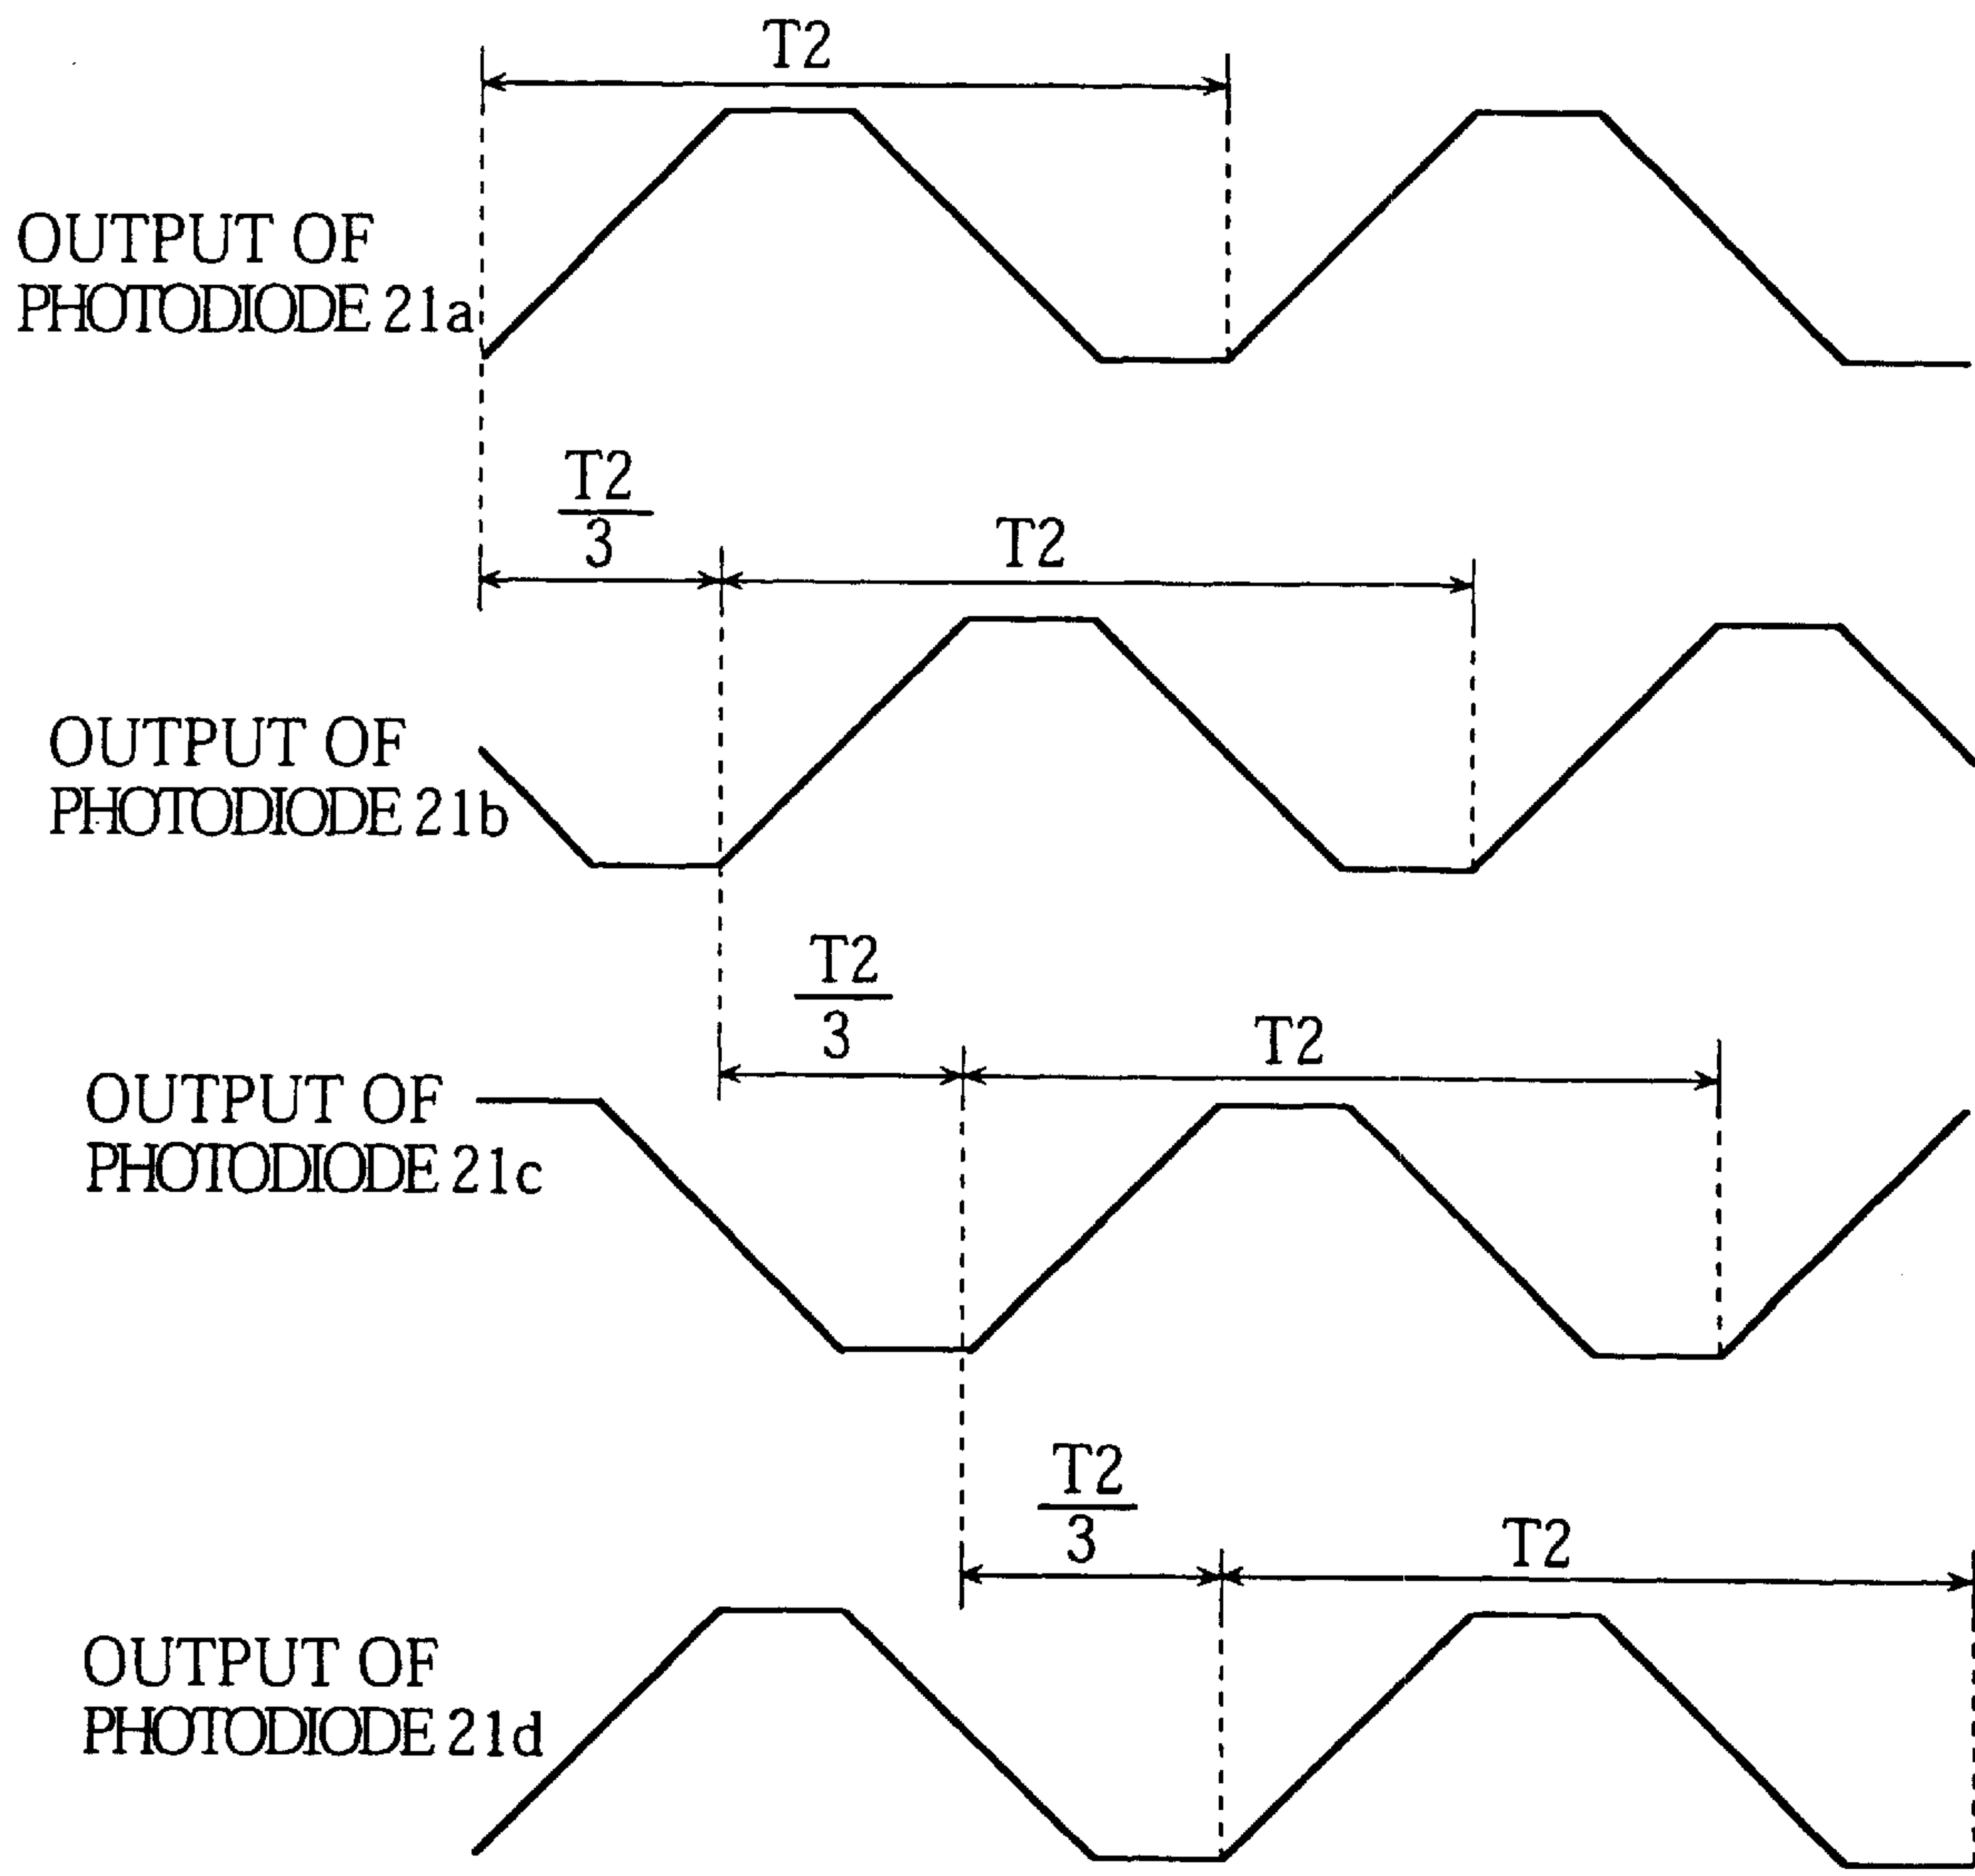 T2
OUTPUT OF
PHOTODIODE 21a
T2
3
T2
OUTPUT OF
PHOTODIODE 21b
T2
3
T2
OUTPUT OF
PHOTODIODE 21c
T2
3
T2
OUTPUT OF
PHOTODIODE 21d